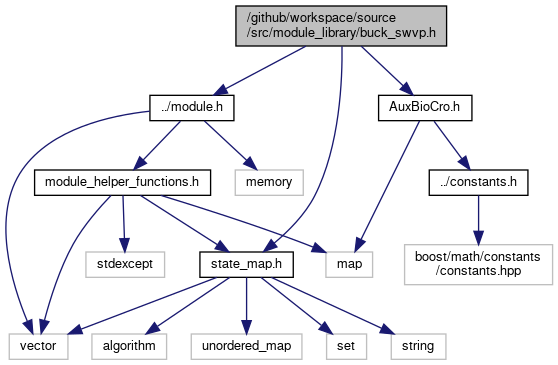 /github/workspace/source
/src/module_library/buck_swvp.h
../module.h
AuxBioCro.h
module_helper_functions.h
memory
../constants.h
stdexcept
state_map.h
map
boost/math/constants
/constants.hpp
vector
algorithm
unordered_map
set
string